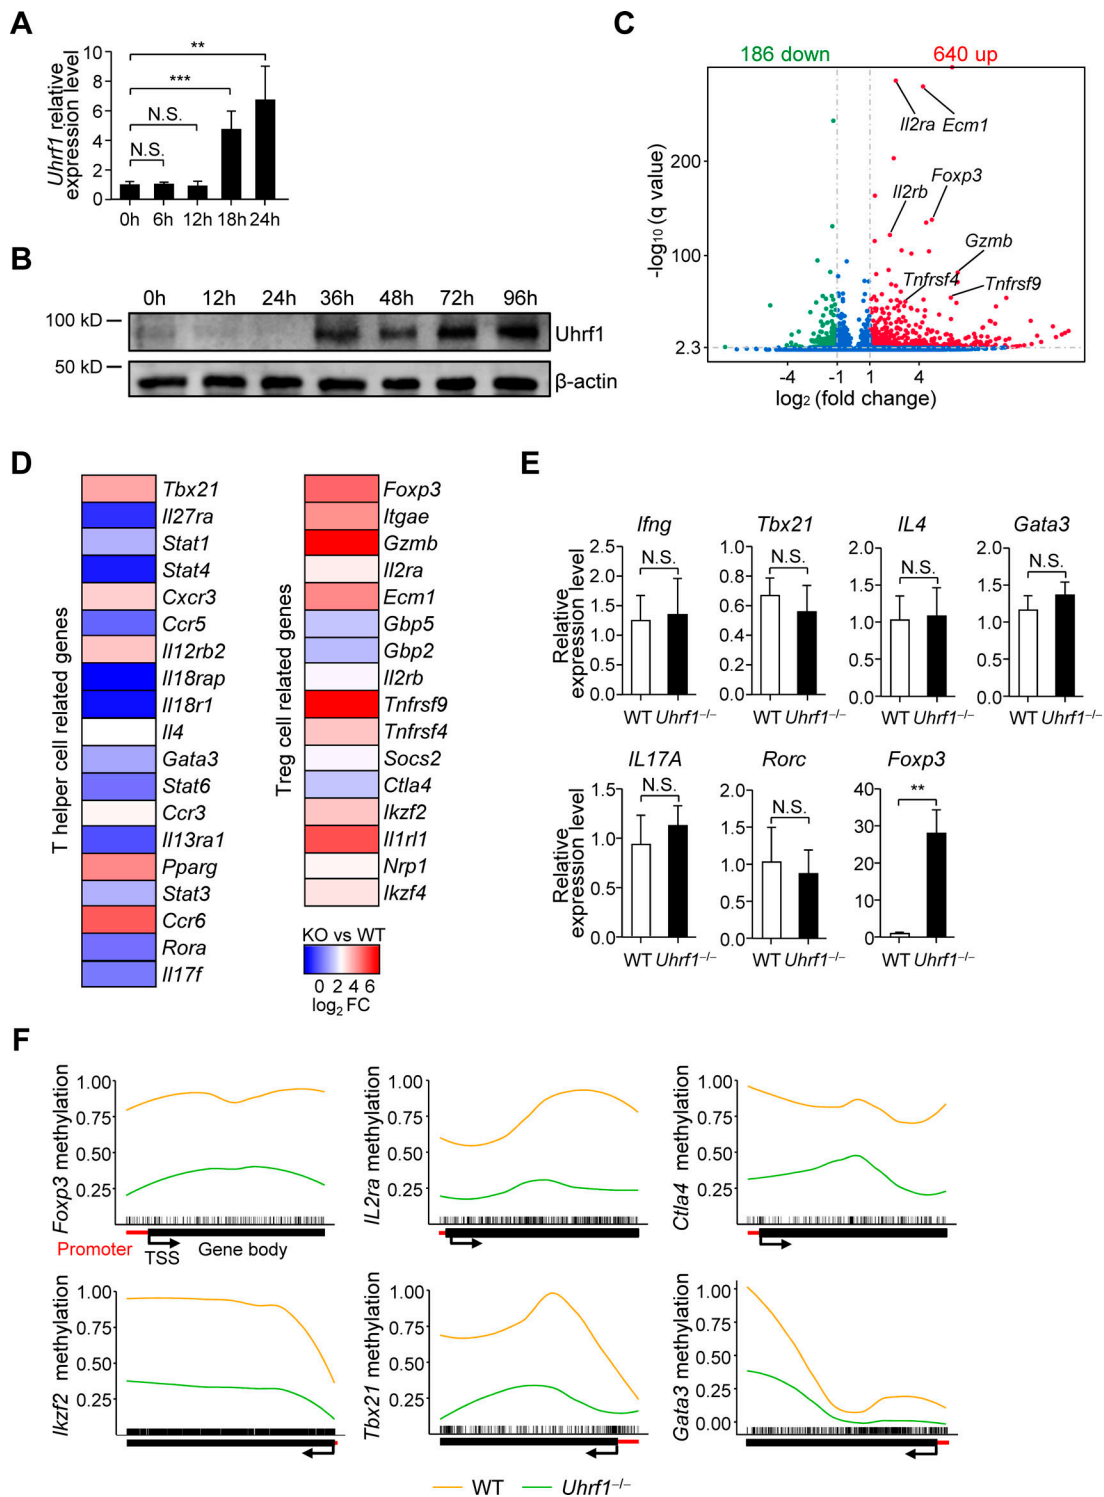 A
Uhrf1 relative
expression level
10
8
6
4
2
0
**
***
N.S.
N.S.
0h 6h 12h 18h 24h
B
0h 12h 24h 36h 48h 72h 96h
100 kD
Uhrf1
50 kD
β-actin
C
186 down 640 up
-log10 (q value)
200
100
2.3
Il2ra Ecm1
Foxp3
Il2rb
Gzmb
Tnfrsf4 Tnfrsf9
-4 -1 1 4
log2 (fold change)
D
T helper cell related genes
Tbx21
Il27ra
Stat1
Stat4
Cxcr3
Ccr5
Il12rb2
Il18rap
Il18r1
Il4
Gata3
Stat6
Ccr3
Il13ra1
Pparg
Stat3
Ccr6
Rora
Il17f
Treg cell related genes
Foxp3
Itgae
Gzmb
Il2ra
Ecm1
Gbp5
Gbp2
Il2rb
Tnfrsf9
Tnfrsf4
Socs2
Ctla4
Ikzf2
Il1rl1
Nrp1
Ikzf4
KO vs WT
0 2 4 6
log2 FC
E
Relative
expression level
Ifng
2.5
2.0
1.5
1.0
0.5
0.0
N.S.
WT Uhrf1−/−
Tbx21
1.0
0.8
0.6
0.4
0.2
0.0
N.S.
WT Uhrf1−/−
IL4
2.0
1.5
1.0
0.5
0.0
N.S.
WT Uhrf1−/−
Gata3
2.0
1.5
1.0
0.5
0.0
N.S.
WT Uhrf1−/−
Relative
expression level
IL17A
1.5
1.0
0.5
0.0
N.S.
WT Uhrf1−/−
Rorc
2.0
1.5
1.0
0.5
0.0
N.S.
WT Uhrf1−/−
Foxp3
40
30
20
10
0
**
WT Uhrf1−/−
F
Foxp3 methylation
1.00
0.75
0.50
0.25
Promoter TSS Gene body
IL2ra methylation
1.00
0.75
0.50
0.25
Ctla4 methylation
1.00
0.75
0.50
0.25
Ikzf2 methylation
1.00
0.75
0.50
0.25
Tbx21 methylation
1.00
0.75
0.50
0.25
Gata3 methylation
1.00
0.75
0.50
0.25
0.00
WT Uhrf1−/−